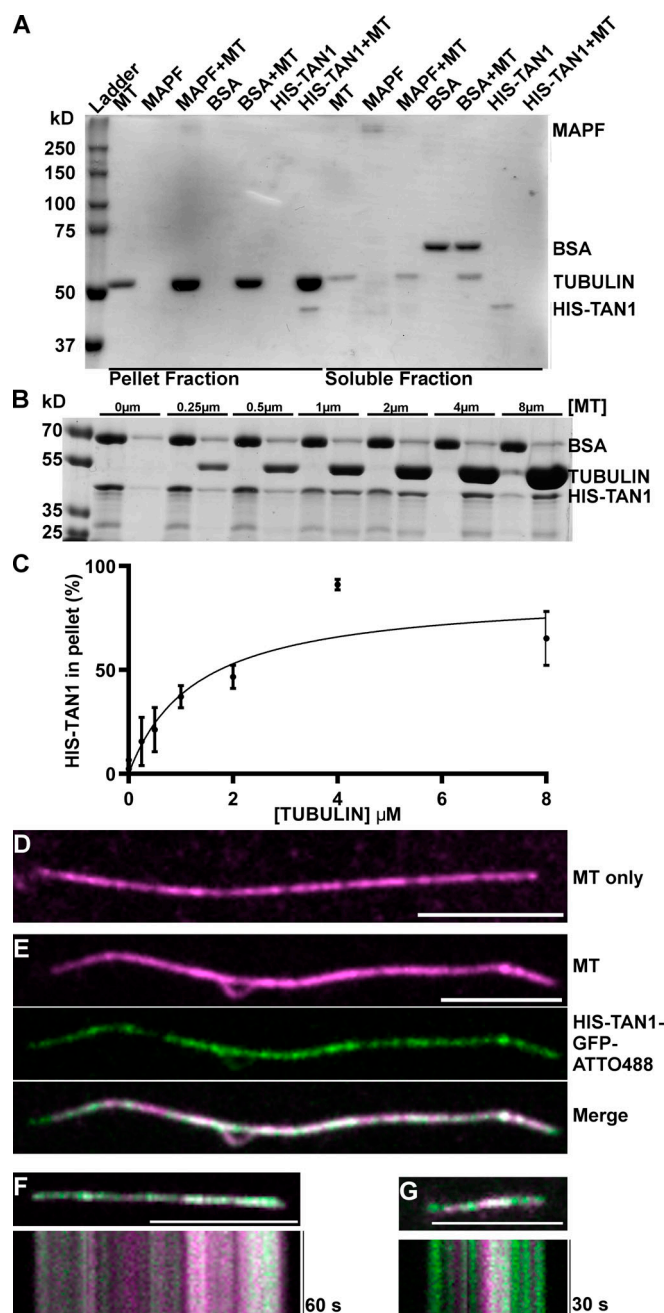 A
Ladder
MT
MAPF
MAPF+MT
BSA
BSA+MT
HIS-TAN1
HIS-TAN1+MT
MT
MAPF
MAPF+MT
BSA
BSA+MT
HIS-TAN1
HIS-TAN1+MT
kD
250
150
100
75
50
37
MAPF
BSA
TUBULIN
HIS-TAN1
Pellet Fraction
Soluble Fraction
B
kD
0μm 0.25μm 0.5μm 1μm 2μm 4μm 8μm [MT]
70
55
35
25
BSA
TUBULIN
HIS-TAN1
C
HIS-TAN1 in pellet (%)
100
50
0
0 2 4 6 8
[TUBULIN] μM
D
MT only
E
MT
HIS-TAN1-
GFP-
ATTO488
Merge
F
60 s
G
30 s